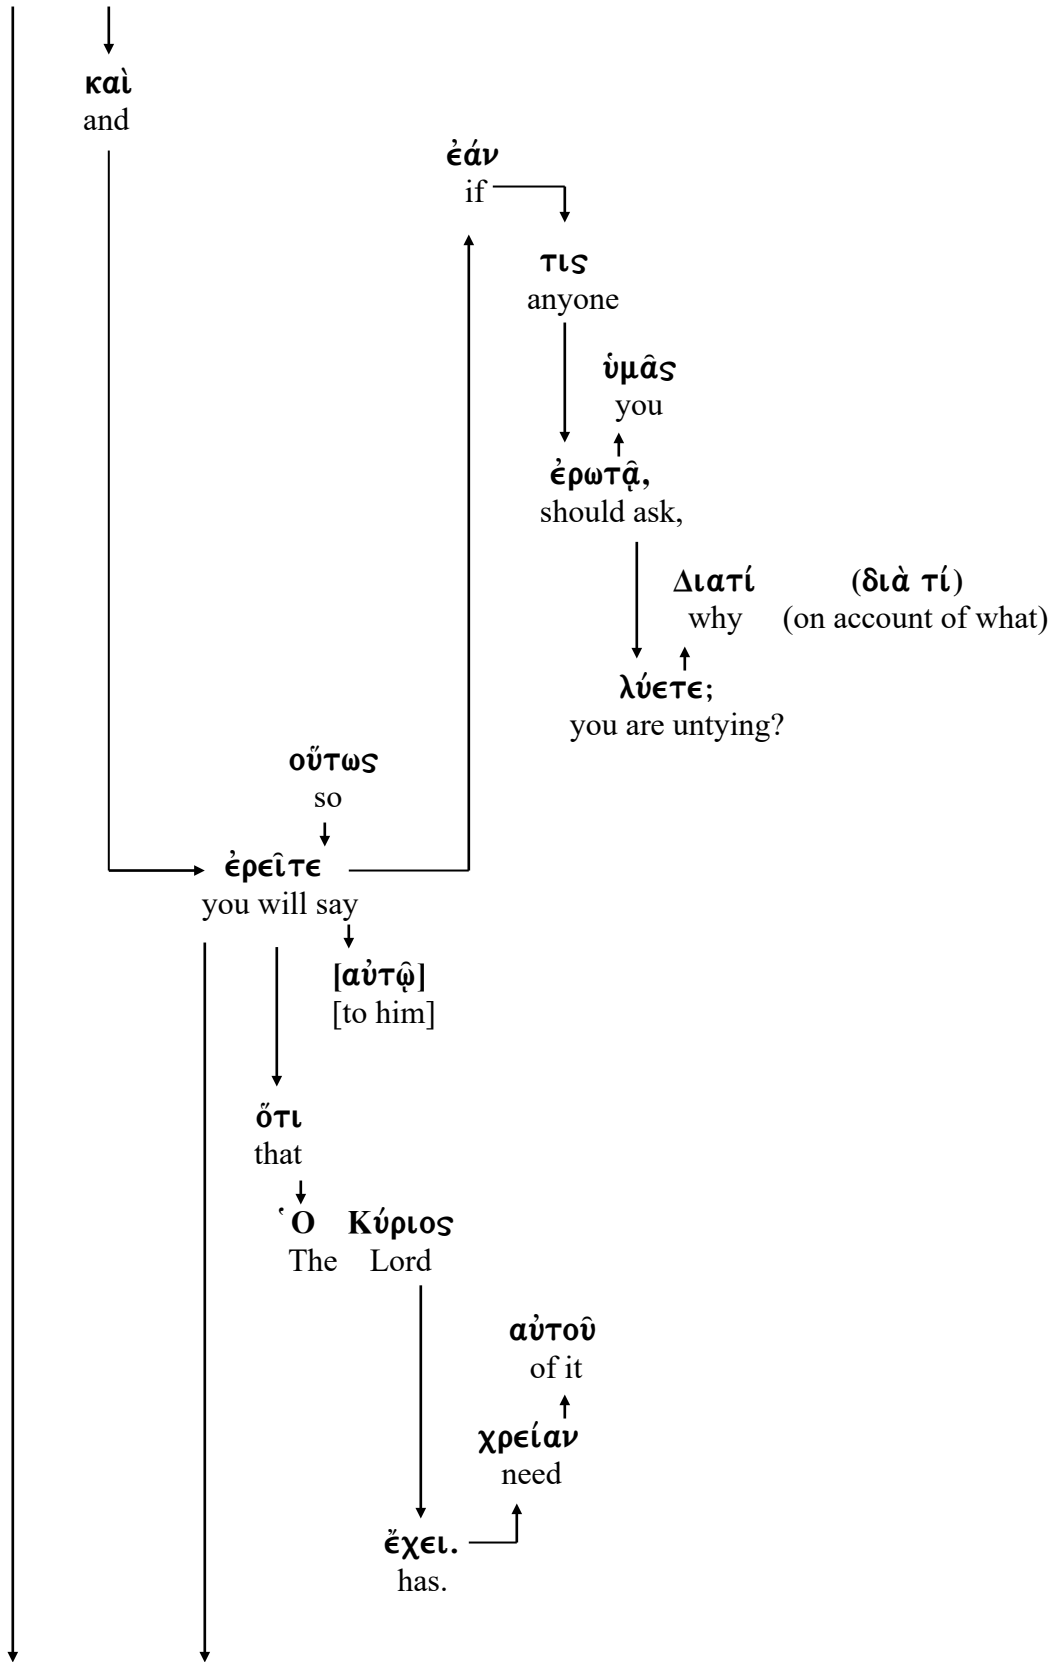 καὶ
and
ἐάν
if
τις
anyone
ὑμᾶς
you
ἐρωτᾷ,
should ask,
Διατί (διὰ τί)
why (on account of what)
λύετε;
you are untying?
οὕτως
so
ἐρεῖτε
you will say
[αὐτῷ]
[to him]
ὅτι
that
Ὁ Κύριος
The Lord
αὐτοῦ
of it
χρείαν
need
ἔχει.
has.